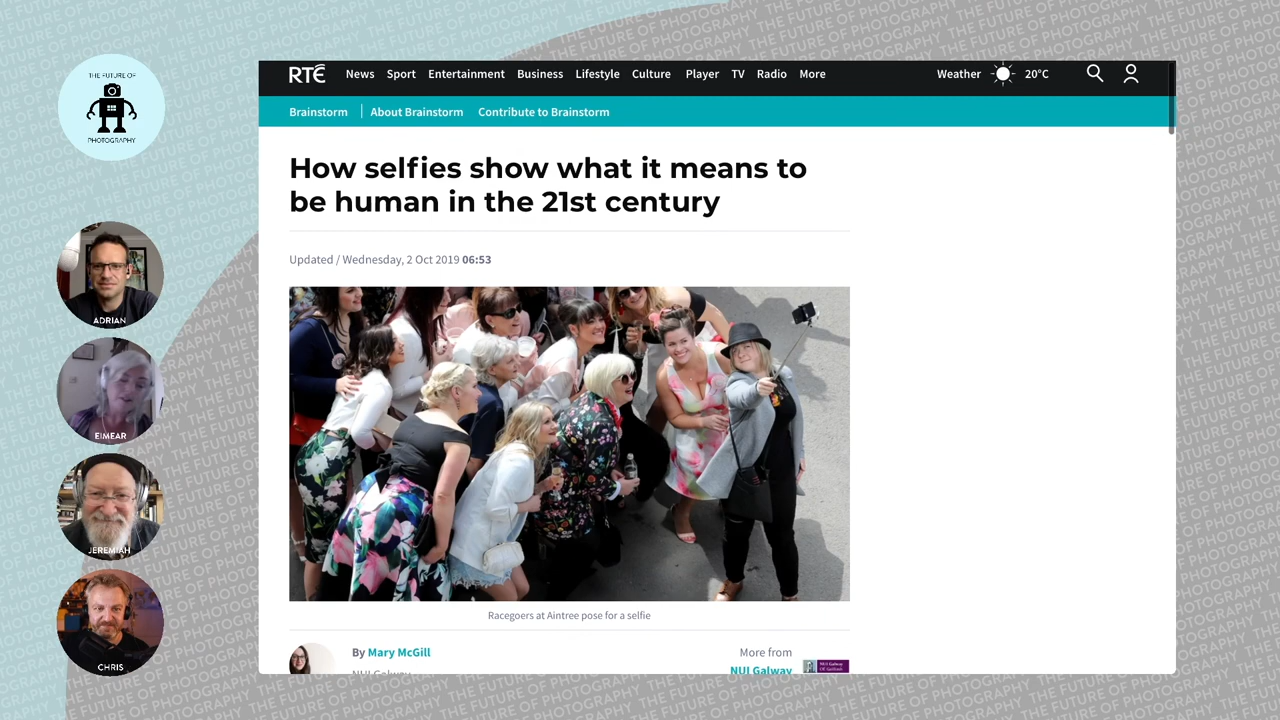 THE FUTURE OF
PHOTOGRAPHY
ADRIAN
EIMEAR
JEREMIAH
CHRIS
RTÉ News Sport Entertainment Business Lifestyle Culture Player TV Radio More Weather 20°C
Brainstorm About Brainstorm Contribute to Brainstorm
How selfies show what it means to
be human in the 21st century
Updated / Wednesday, 2 Oct 2019 06:53
Racegoers at Aintree pose for a selfie
By Mary McGill
More from
NUI Galway
NUI Galway